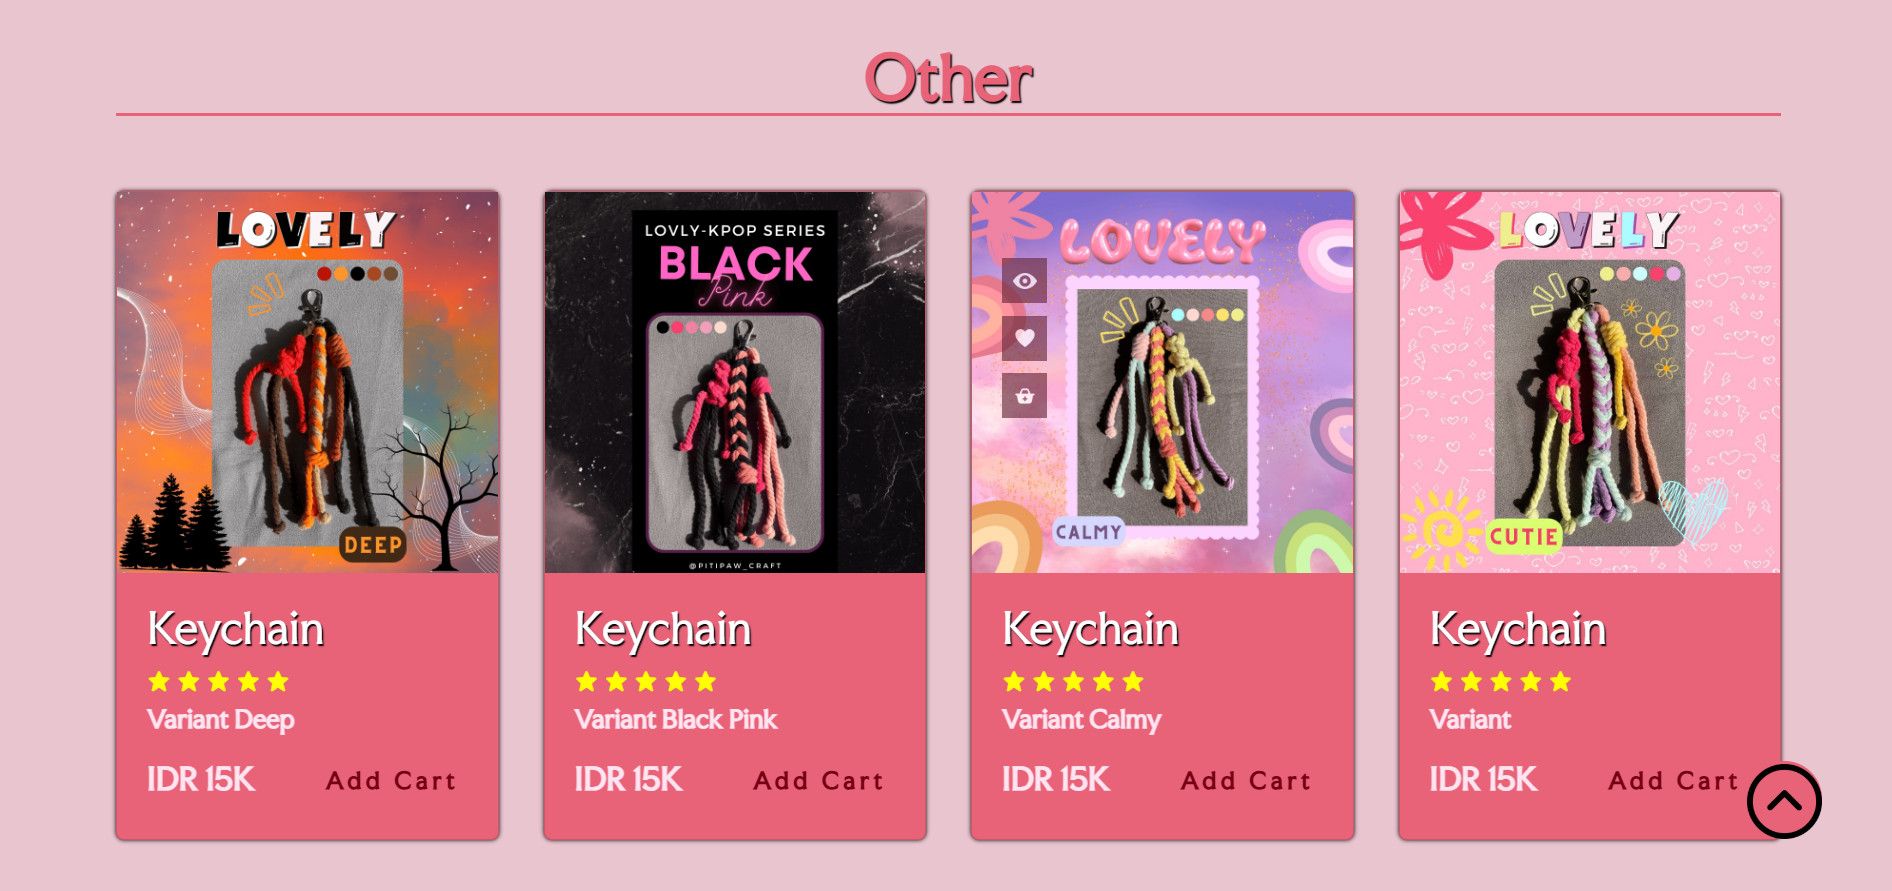 Other
LOVELY
DEEP
Keychain
Variant Deep
IDR 15K
Add Cart
LOVLY-KPOP SERIES
BLACK
Pink
@PITIPAW_CRAFT
Keychain
Variant Black Pink
IDR 15K
Add Cart
LOVELY
CALMY
Keychain
Variant Calmy
IDR 15K
Add Cart
LOVELY
CUTIE
Keychain
Variant
IDR 15K
Add Cart